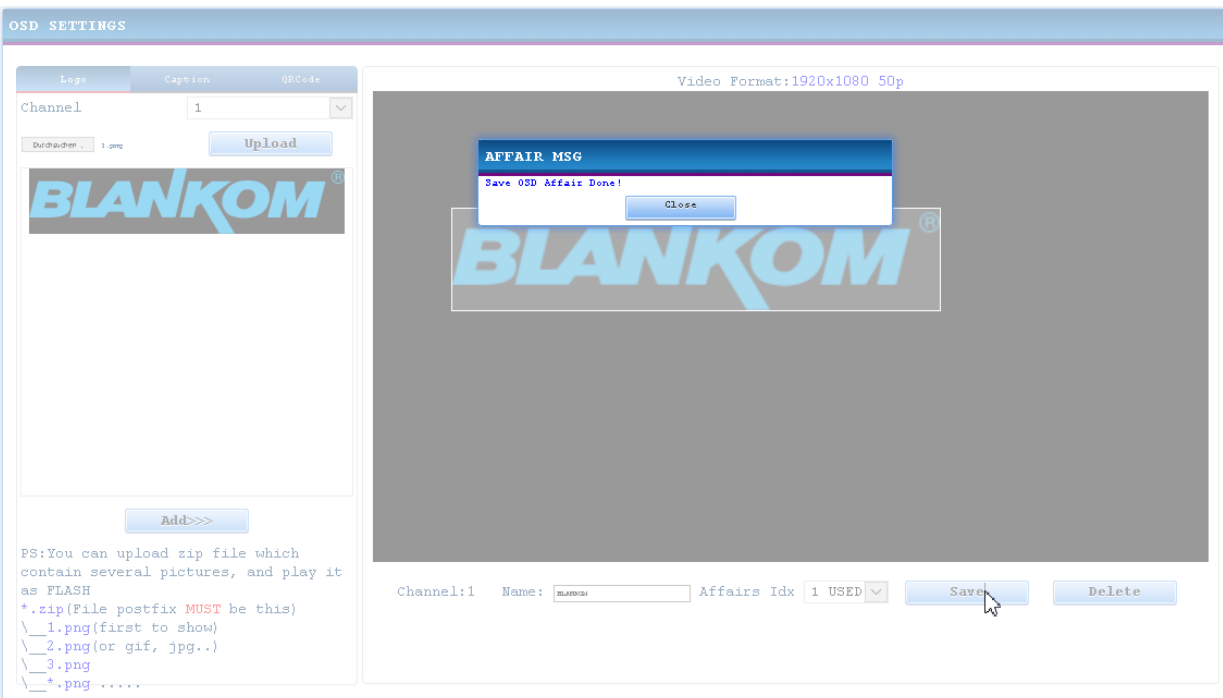 OSD SETTINGS
Logo Caption QRCode
Channel 1
Durchsuchen . 1.png Upload
BLANKOM®
Add>>>
PS:You can upload zip file which
contain several pictures, and play it
as FLASH
*.zip(File postfix MUST be this)
\__1.png(first to show)
\__2.png(or gif, jpg..)
\__3.png
\__*.png .....
Video Format:1920x1080 50p
AFFAIR MSG
Save OSD Affair Done!
Close
BLANKOM®
Channel:1 Name: BLANKOM Affairs Idx 1 USED Save Delete